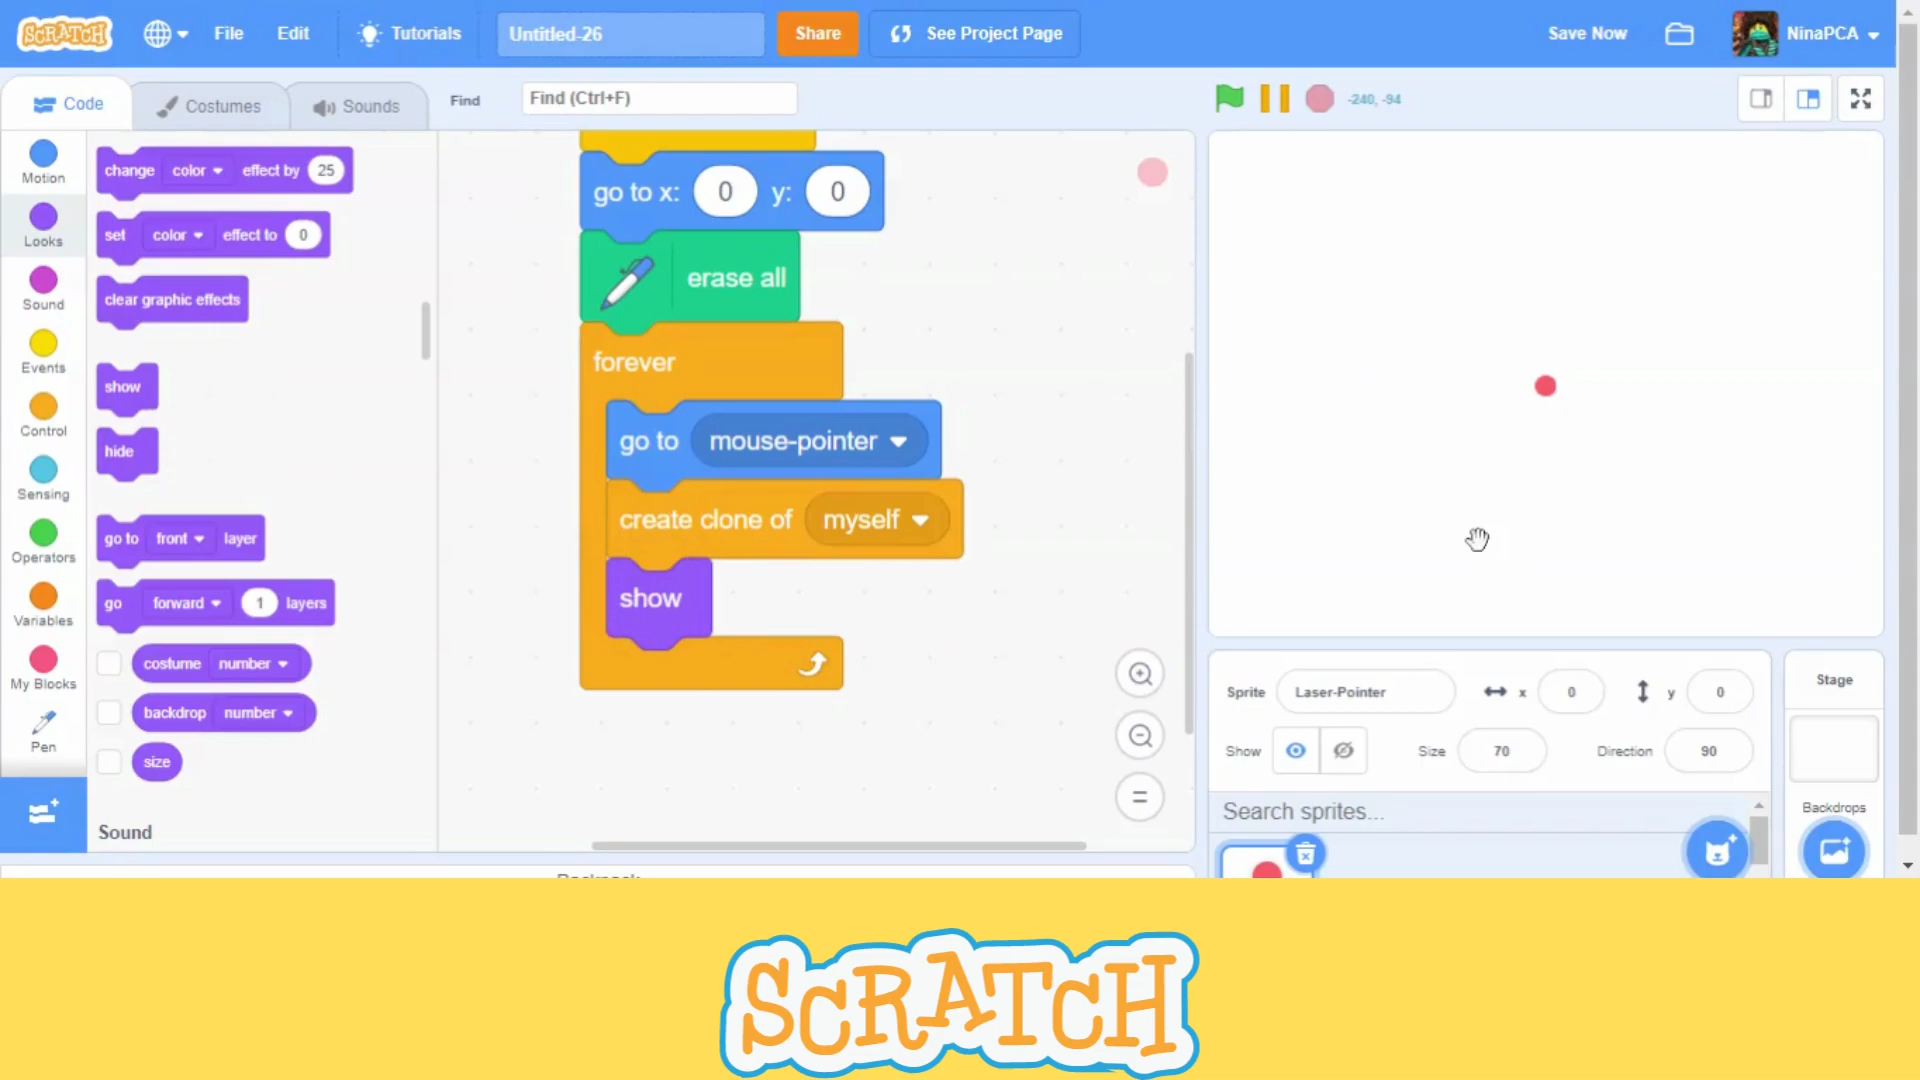 SCRATCH
File
Edit
Tutorials
Untitled-26
Share
See Project Page
Save Now
NinaPCA
Code
Costumes
Sounds
Find
Find (Ctrl+F)
-240, -94
Motion
Looks
Sound
Events
Control
Sensing
Operators
Variables
My Blocks
Pen
change color effect by 25
set color effect to 0
clear graphic effects
show
hide
go to front layer
go forward 1 layers
costume number
backdrop number
size
Sound
go to x: 0 y: 0
erase all
forever
go to mouse-pointer
create clone of myself
show
Sprite Laser-Pointer x 0 y 0
Show Size 70 Direction 90
Search sprites...
Stage
Backdrops
SCRATCH